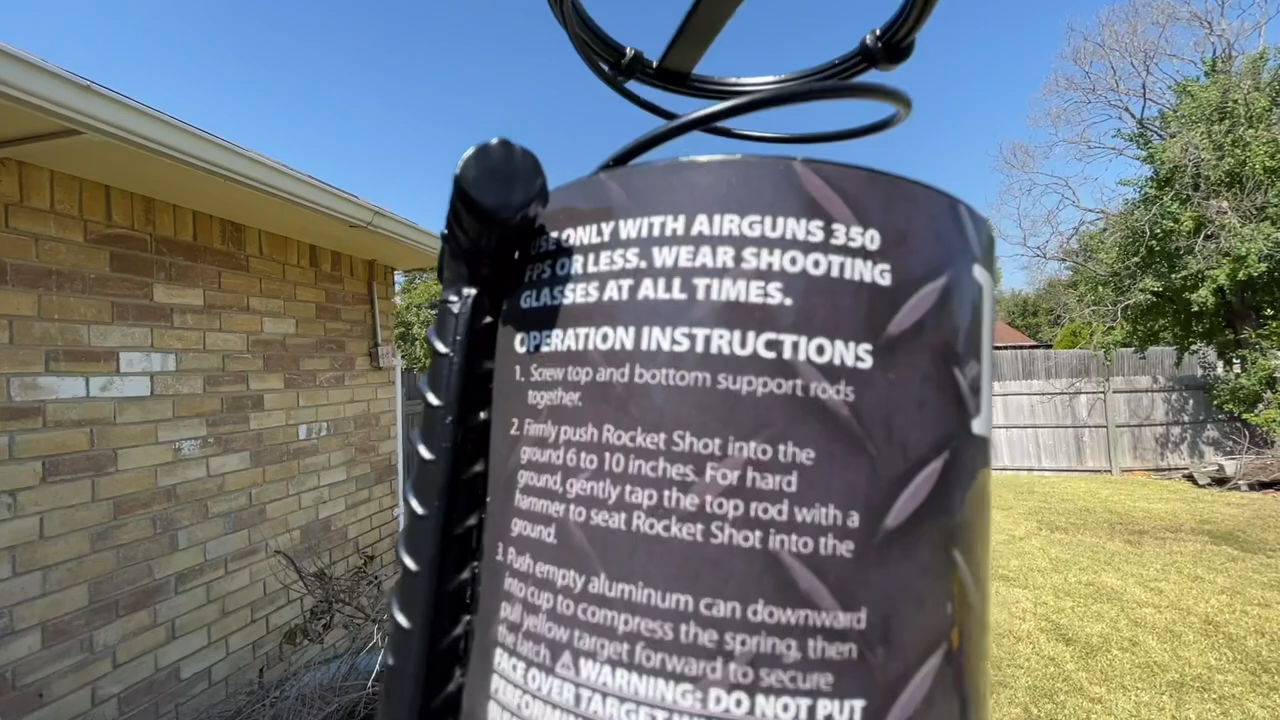 USE ONLY WITH AIRGUNS 350
FPS OR LESS. WEAR SHOOTING
GLASSES AT ALL TIMES.
OPERATION INSTRUCTIONS
1. Screw top and bottom support rods
together.
2. Firmly push Rocket Shot into the
ground 6 to 10 inches. For hard
ground, gently tap the top rod with a
hammer to seat Rocket Shot into the
ground.
3. Push empty aluminum can downward
into cup to compress the spring, then
pull yellow target forward to secure
the latch. ⚠ WARNING: DO NOT PUT
FACE OVER TARGET